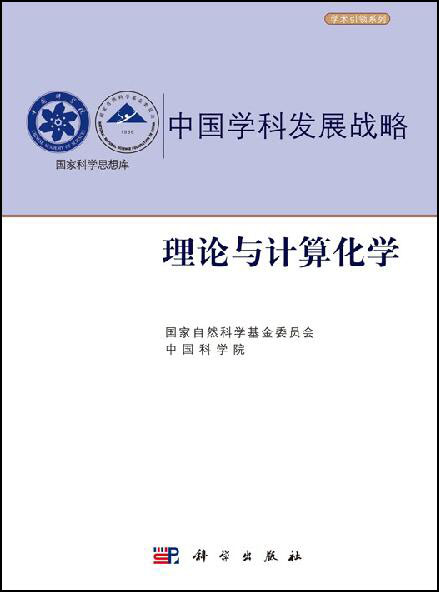 学术引领系列
中国学科发展战略
国家科学思想库
理论与计算化学
国家自然科学基金委员会
中国科学院
SP
科学出版社